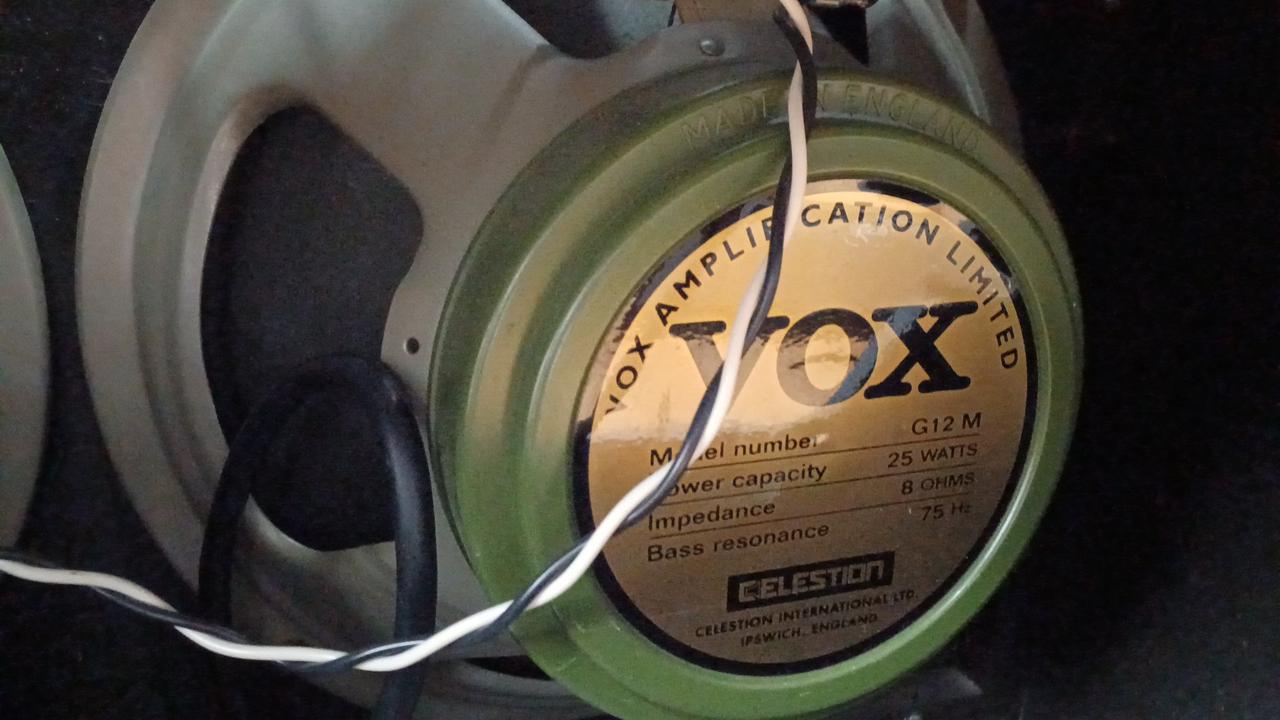 MADE IN ENGLAND
VOX AMPLIFICATION LIMITED
VOX
Model number G12 M
Power capacity 25 WATTS
Impedance 8 OHMS
Bass resonance 75 Hz
CELESTION
CELESTION INTERNATIONAL LTD.
IPSWICH, ENGLAND